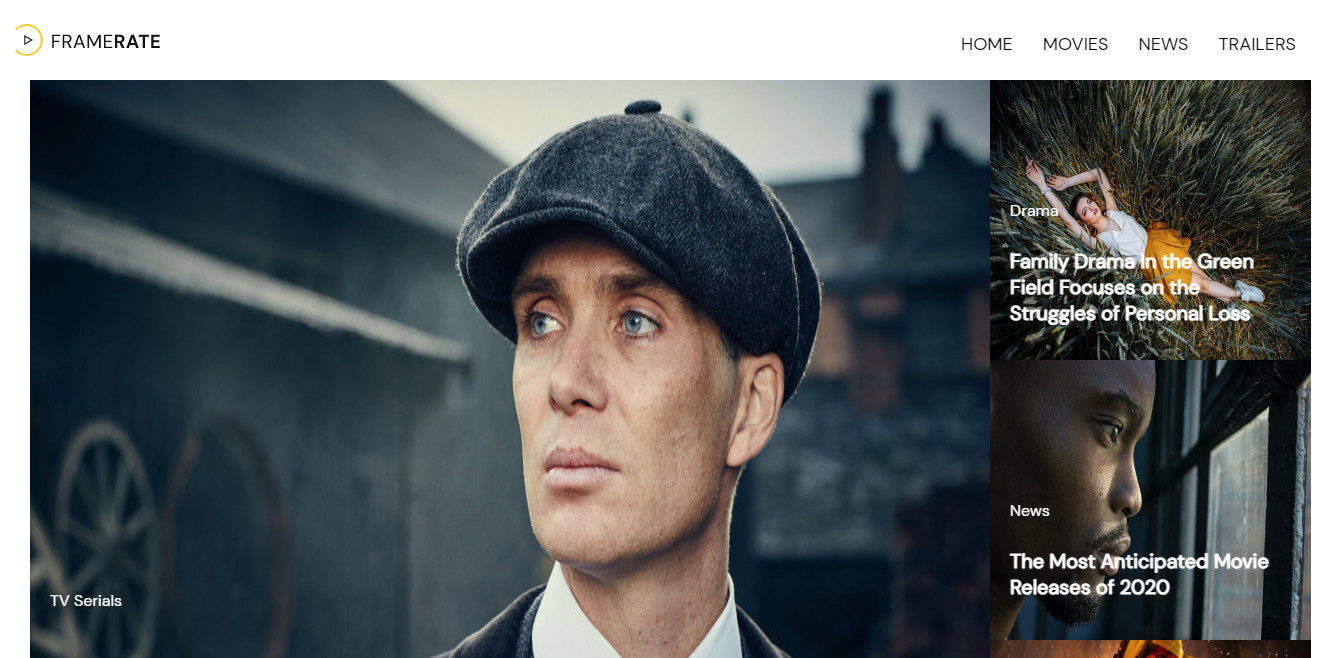 FRAMERATE
HOME MOVIES NEWS TRAILERS
TV Serials
Drama
Family Drama In the Green
Field Focuses on the
Struggles of Personal Loss
News
The Most Anticipated Movie
Releases of 2020